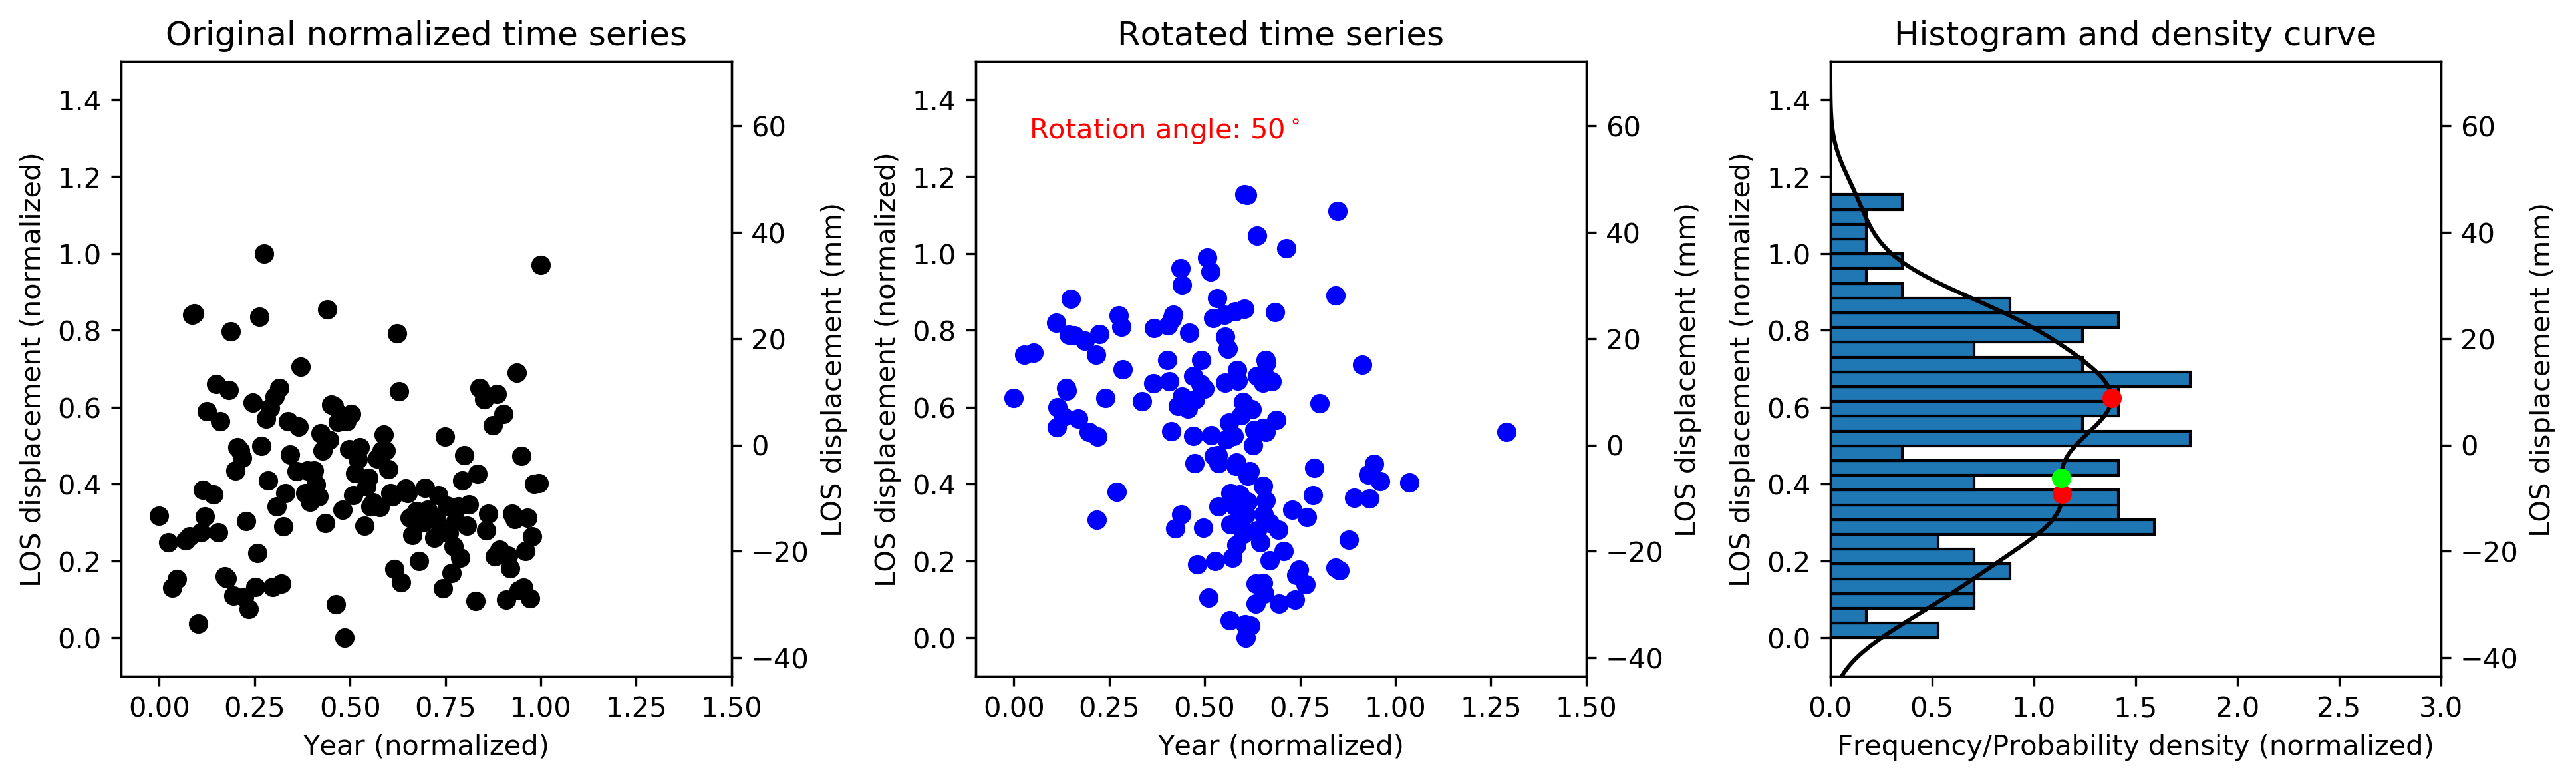 Original normalized time series
LOS displacement (normalized)
1.4
1.2
1.0
0.8
0.6
0.4
0.2
0.0
60
40
20
0
−20
−40
LOS displacement (mm)
0.00 0.25 0.50 0.75 1.00 1.25 1.50
Year (normalized)
Rotated time series
Rotation angle: 50°
LOS displacement (normalized)
1.4
1.2
1.0
0.8
0.6
0.4
0.2
0.0
60
40
20
0
−20
−40
LOS displacement (mm)
0.00 0.25 0.50 0.75 1.00 1.25 1.50
Year (normalized)
Histogram and density curve
LOS displacement (normalized)
1.4
1.2
1.0
0.8
0.6
0.4
0.2
0.0
60
40
20
0
−20
−40
LOS displacement (mm)
0.0 0.5 1.0 1.5 2.0 2.5 3.0
Frequency/Probability density (normalized)